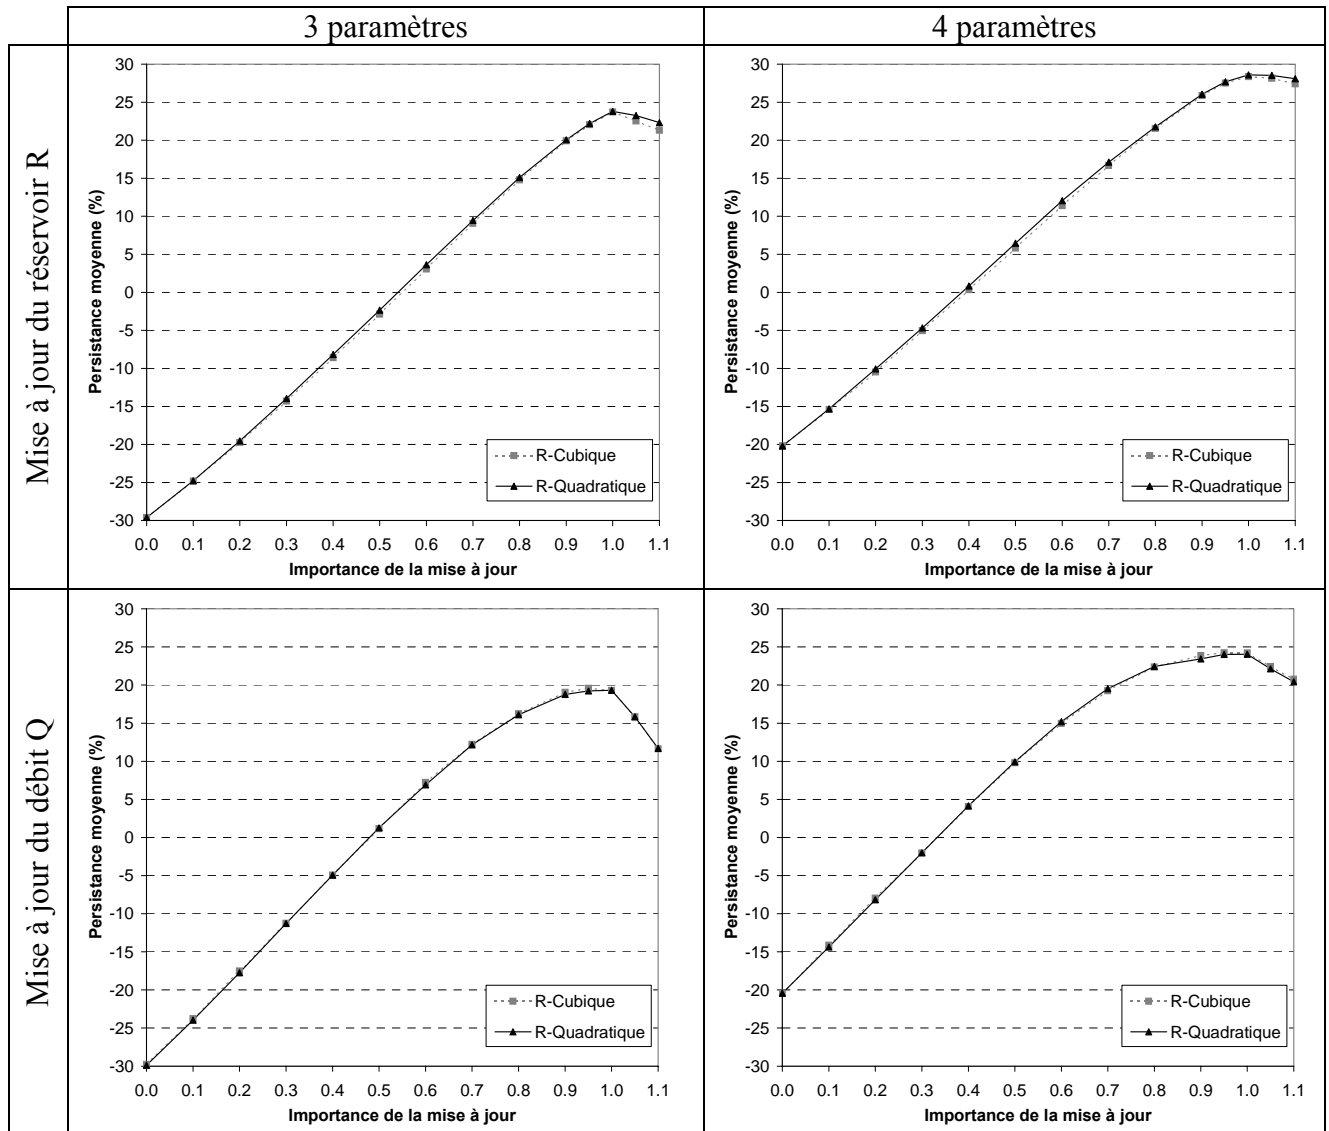 3 paramètres
4 paramètres
Mise à jour du réservoir R
30
25
20
15
10
5
0
-5
-10
-15
-20
-25
-30
Persistance moyenne (%)
R-Cubique
R-Quadratique
0.0 0.1 0.2 0.3 0.4 0.5 0.6 0.7 0.8 0.9 1.0 1.1
Importance de la mise à jour
30
25
20
15
10
5
0
-5
-10
-15
-20
-25
-30
Persistance moyenne (%)
R-Cubique
R-Quadratique
0.0 0.1 0.2 0.3 0.4 0.5 0.6 0.7 0.8 0.9 1.0 1.1
Importance de la mise à jour
Mise à jour du débit Q
30
25
20
15
10
5
0
-5
-10
-15
-20
-25
-30
Persistance moyenne (%)
R-Cubique
R-Quadratique
0.0 0.1 0.2 0.3 0.4 0.5 0.6 0.7 0.8 0.9 1.0 1.1
Importance de la mise à jour
30
25
20
15
10
5
0
-5
-10
-15
-20
-25
-30
Persistance moyenne (%)
R-Cubique
R-Quadratique
0.0 0.1 0.2 0.3 0.4 0.5 0.6 0.7 0.8 0.9 1.0 1.1
Importance de la mise à jour